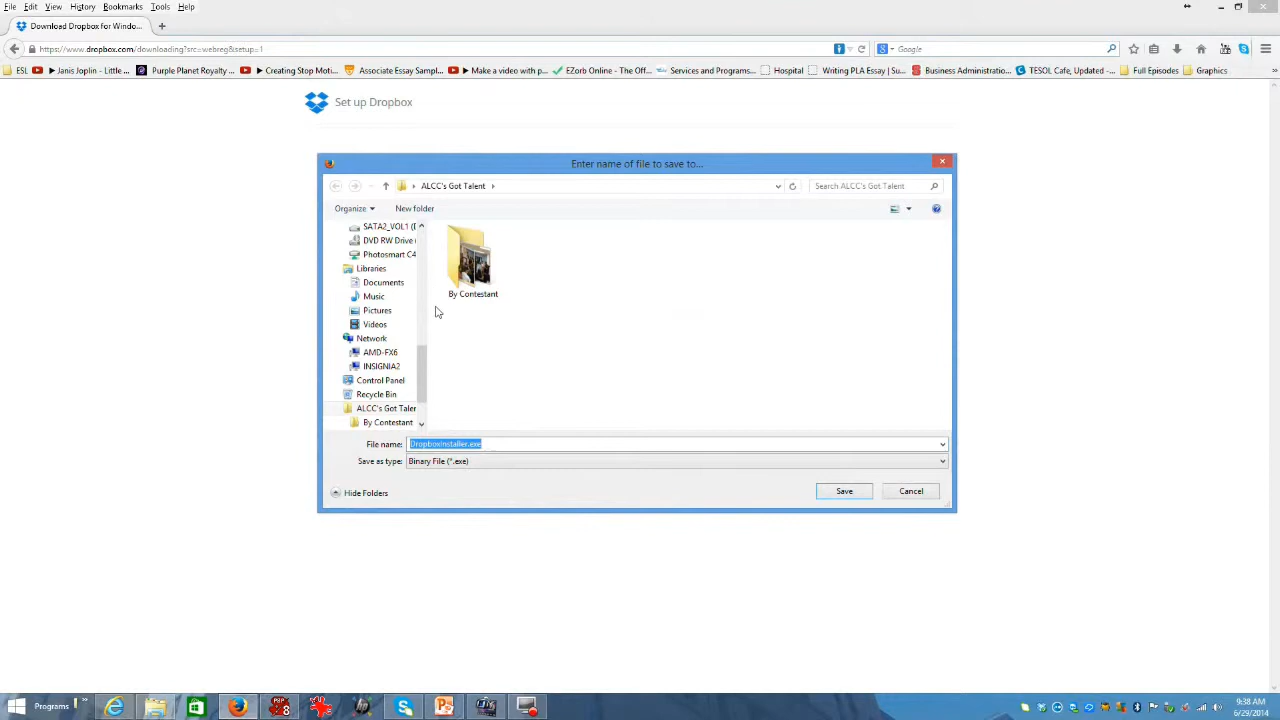 File Edit View History Bookmarks Tools Help
Download Dropbox for Windo...
https://www.dropbox.com/downloading?src=webreg&setup=1
Google
ESL ► Janis Joplin - Little ... Purple Planet Royalty ... ► Creating Stop Moti... Associate Essay Sampl... ► Make a video with p... EZorb Online - The Off... Services and Programs... Hospital Writing PLA Essay | Su... Business Administratio... TESOL Cafe, Updated - ... Full Episodes Graphics
Set up Dropbox
Enter name of file to save to...
ALCC's Got Talent
Search ALCC's Got Talent
Organize
New folder
SATA2_VOL1 (
DVD RW Drive (
Photosmart C4
Libraries
Documents
Music
Pictures
Videos
Network
AMD-FX6
INSIGNIA2
Control Panel
Recycle Bin
ALCC's Got Taler
By Contestant
By Contestant
File name: DropboxInstaller.exe
Save as type: Binary File (*.exe)
Hide Folders
Save
Cancel
Programs
9:38 AM
6/29/2014